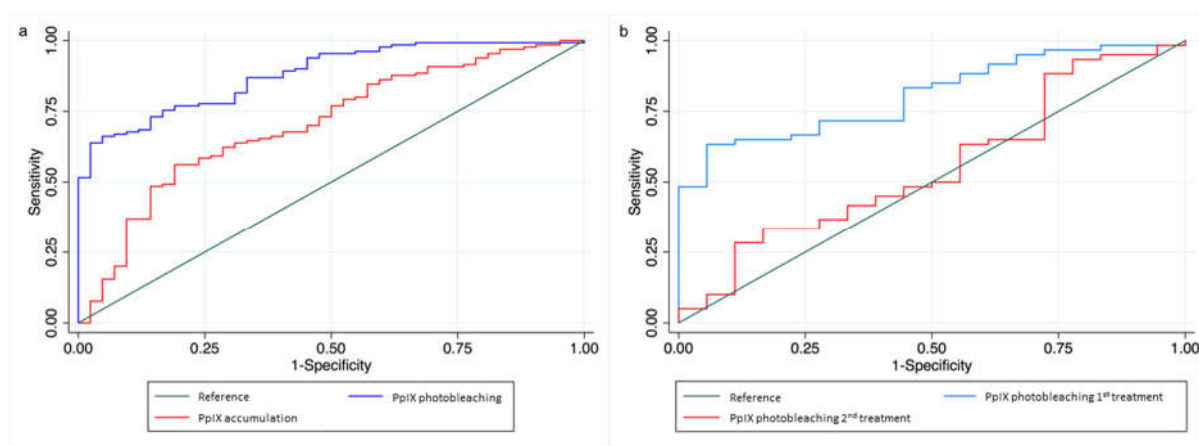 a
Sensitivity
1.00
0.75
0.50
0.25
0.00
0.00 0.25 0.50 0.75 1.00
1-Specificity
Reference PpIX photobleaching
PpIX accumulation
b
Sensitivity
1.00
0.75
0.50
0.25
0.00
0.00 0.25 0.50 0.75 1.00
1-Specificity
Reference PpIX photobleaching 1st treatment
PpIX photobleaching 2nd treatment